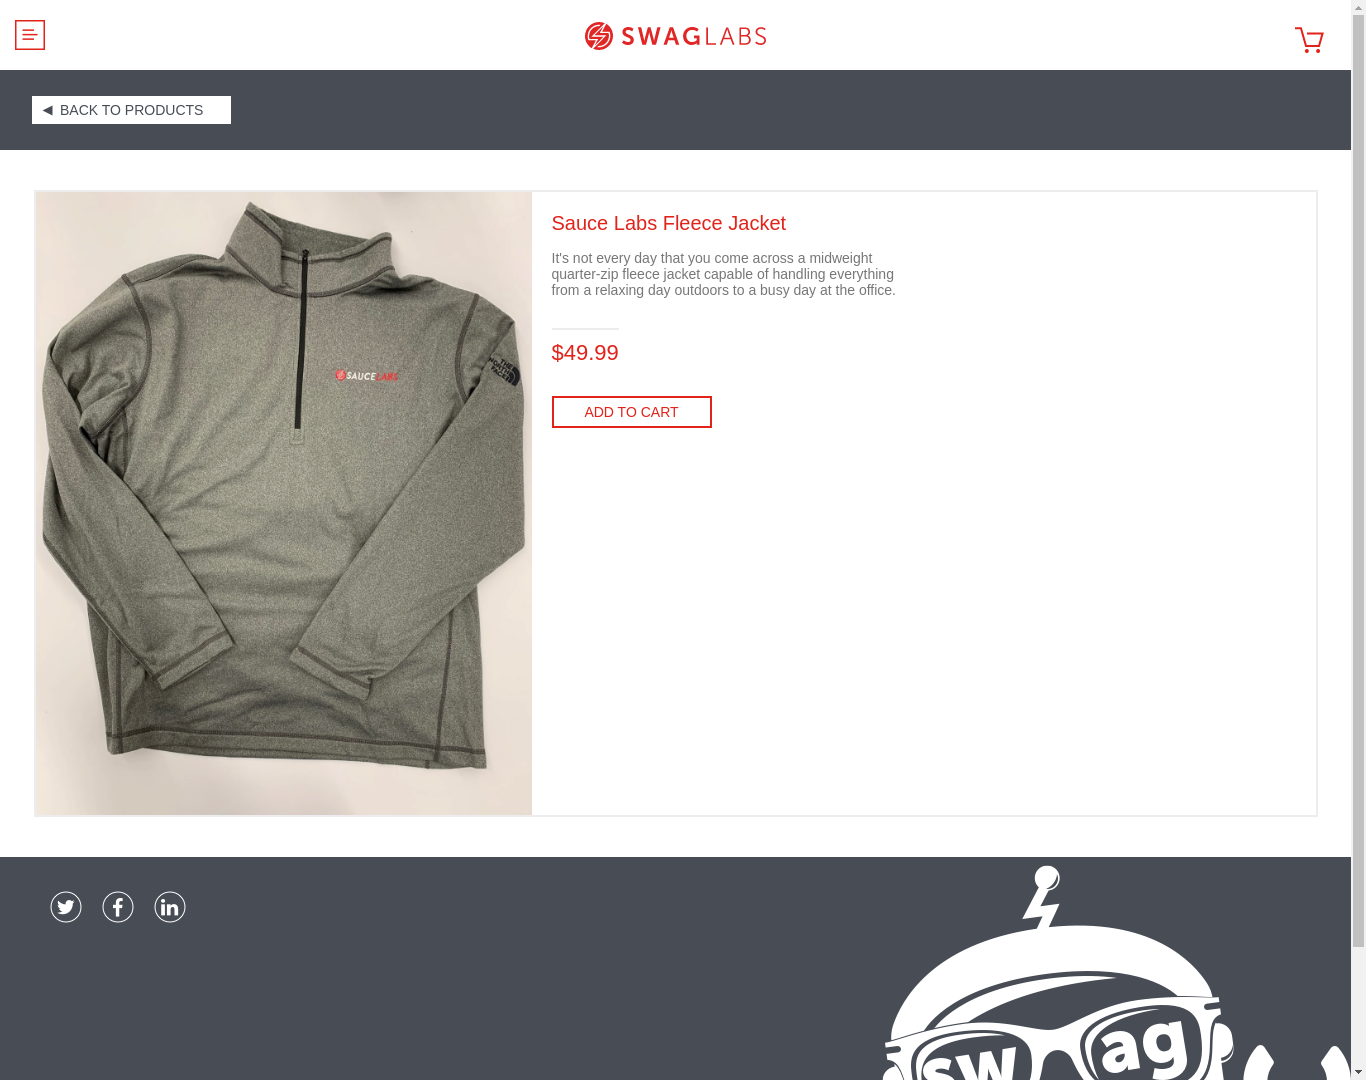 SWAGLABS
◄ BACK TO PRODUCTS
Sauce Labs Fleece Jacket
It's not every day that you come across a midweight
quarter-zip fleece jacket capable of handling everything
from a relaxing day outdoors to a busy day at the office.
$49.99
ADD TO CART
SAUCELABS
THE
NORTH
FACE
swag